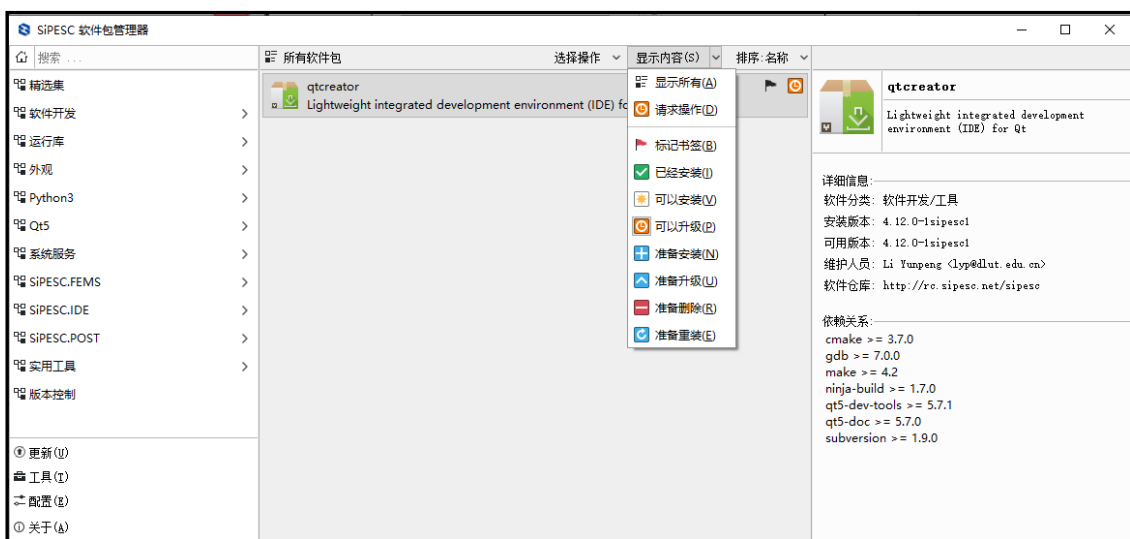 SiPESC 软件包管理器
搜索 ...
所有软件包
选择操作
显示内容(S)
排序:名称
精选集
软件开发
运行库
外观
Python3
Qt5
系统服务
SiPESC.FEMS
SiPESC.IDE
SiPESC.POST
实用工具
版本控制
更新(U)
工具(T)
配置(E)
关于(A)
qtcreator
Lightweight integrated development environment (IDE) fo
显示所有(A)
请求操作(D)
标记书签(B)
已经安装(I)
可以安装(V)
可以升级(P)
准备安装(N)
准备升级(U)
准备删除(R)
准备重装(E)
qtcreator
Lightweight integrated development
environment (IDE) for Qt
详细信息:
软件分类: 软件开发/工具
安装版本: 4.12.0-1sipesc1
可用版本: 4.12.0-1sipesc1
维护人员: Li Yunpeng <lyp@dlut.edu.cn>
软件仓库: http://rc.sipesc.net/sipesc
依赖关系:
cmake >= 3.7.0
gdb >= 7.0.0
make >= 4.2
ninja-build >= 1.7.0
qt5-dev-tools >= 5.7.1
qt5-doc >= 5.7.0
subversion >= 1.9.0